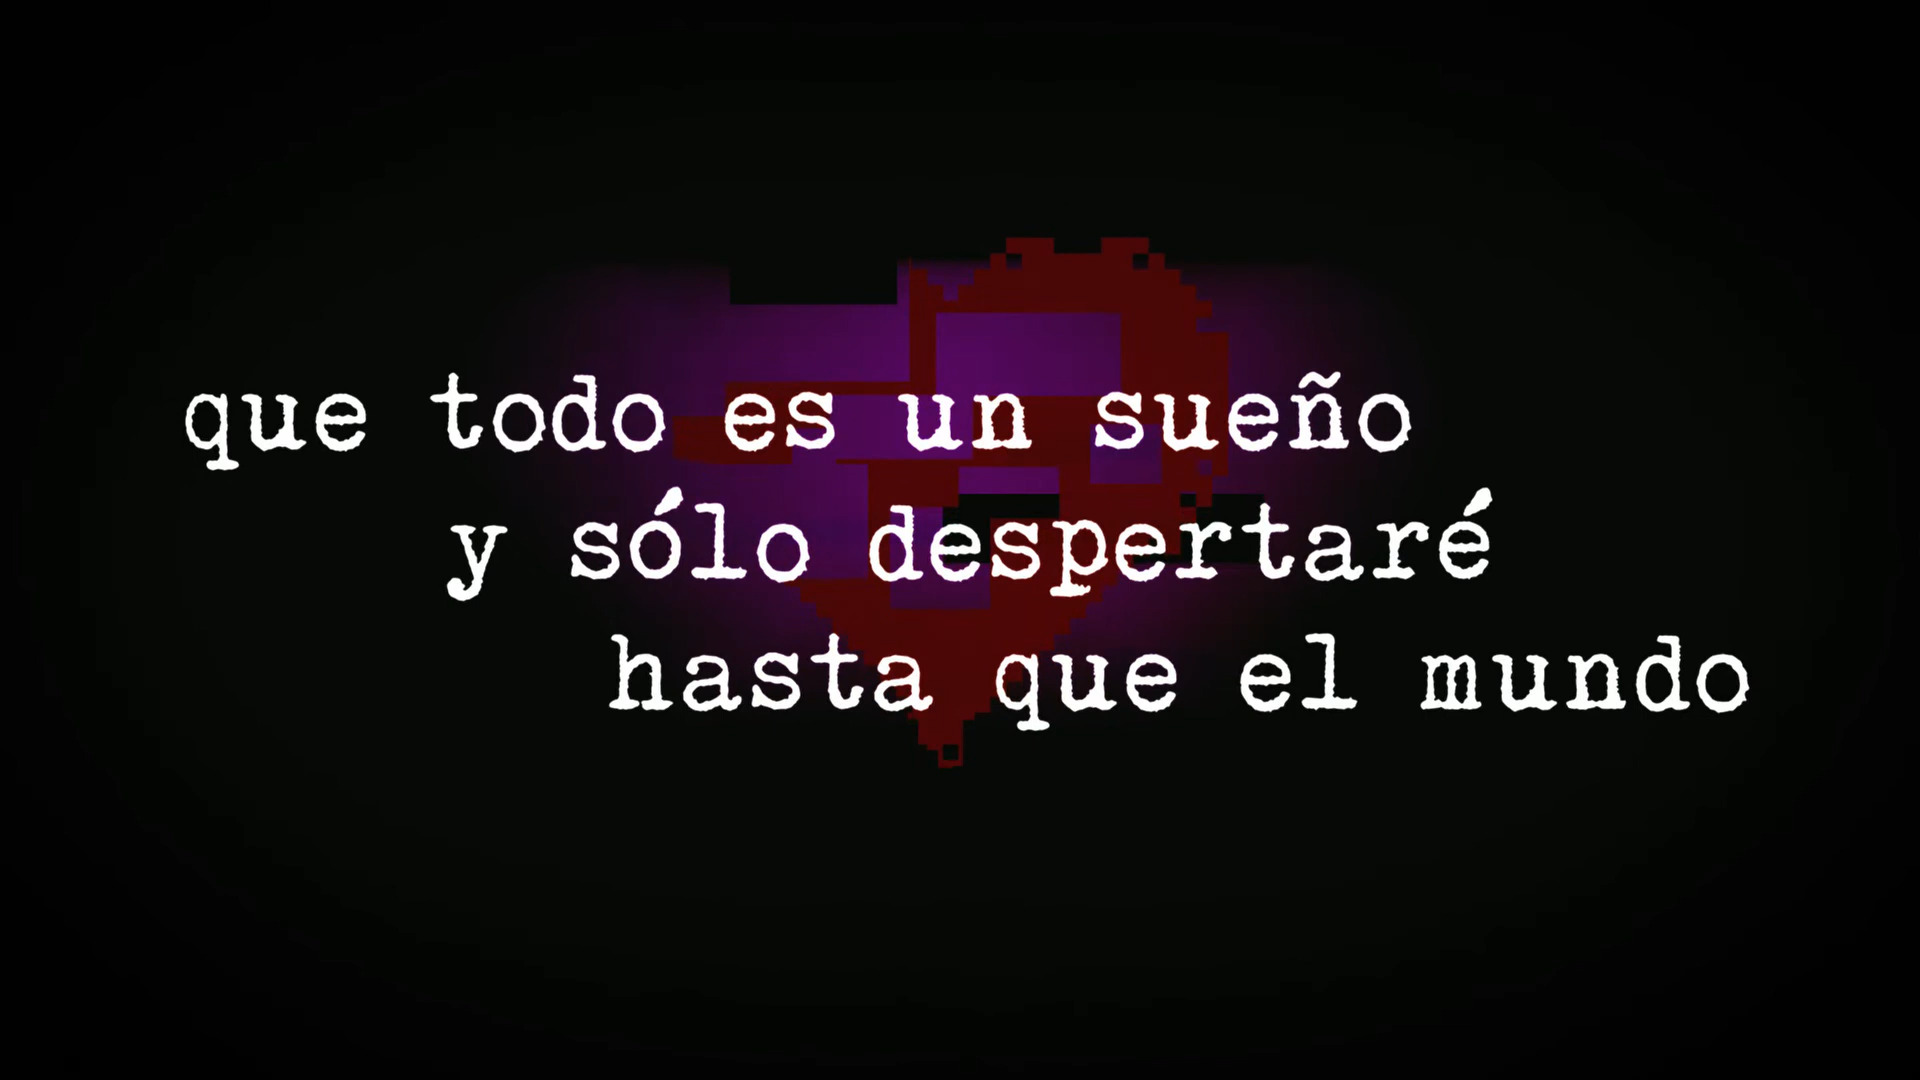 que todo es un sueño
y sólo despertaré
hasta que el mundo